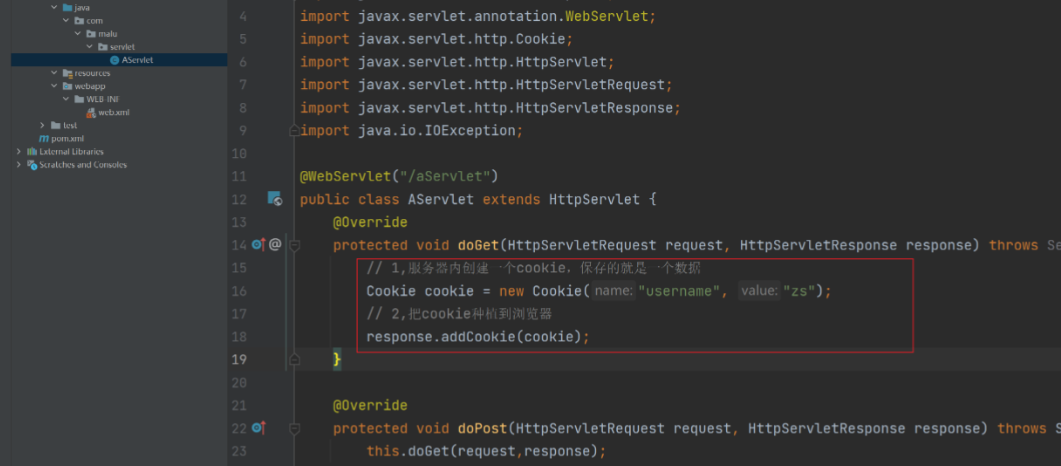 java
com
malu
servlet
AServlet
resources
webapp
WEB-INF
web.xml
test
pom.xml
External Libraries
Scratches and Consoles
4 import javax.servlet.annotation.WebServlet;
5 import javax.servlet.http.Cookie;
6 import javax.servlet.http.HttpServlet;
7 import javax.servlet.http.HttpServletRequest;
8 import javax.servlet.http.HttpServletResponse;
9 import java.io.IOException;
10
11 @WebServlet("/aServlet")
12 public class AServlet extends HttpServlet {
13 @Override
14 protected void doGet(HttpServletRequest request, HttpServletResponse response) throws Se
15 // 1,服务器内创建一个cookie，保存的就是一个数据
16 Cookie cookie = new Cookie( name: "username", value: "zs");
17 // 2,把cookie种植到浏览器
18 response.addCookie(cookie);
19 }
20
21 @Override
22 protected void doPost(HttpServletRequest request, HttpServletResponse response) throws S
23 this.doGet(request,response);